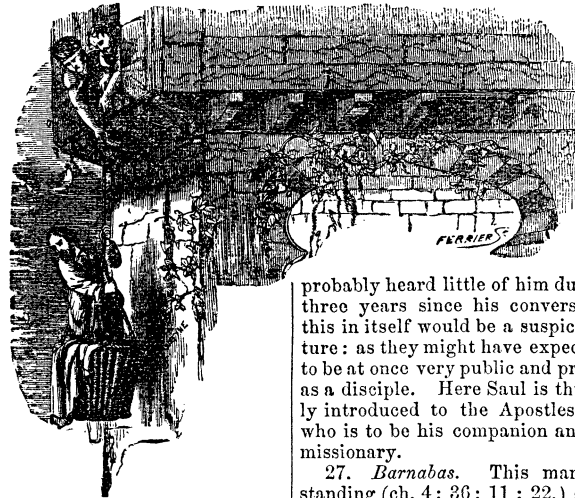 FERRIER Sc
probably heard little of him du
three years since his convers
this in itself would be a suspic
ture: as they might have expec
to be at once very public and pr
as a disciple. Here Saul is th
ly introduced to the Apostles
who is to be his companion an
missionary.
27. Barnabas. This mar
standing (ch. 4: 36; 11: 22,)